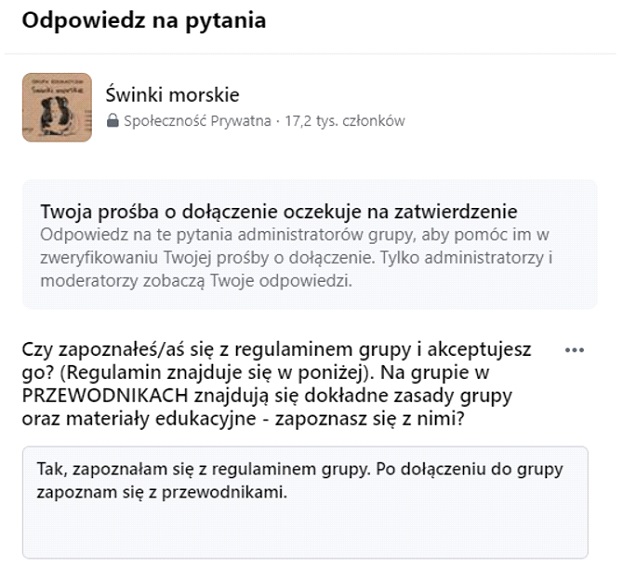 Odpowiedz na pytania
Świnki morskie
Świnki morskie
Społeczność Prywatna · 17,2 tys. członków
Twoja prośba o dołączenie oczekuje na zatwierdzenie
Odpowiedz na te pytania administratorów grupy, aby pomóc im w
zweryfikowaniu Twojej prośby o dołączenie. Tylko administratorzy i
moderatorzy zobaczą Twoje odpowiedzi.
Czy zapoznałeś/aś się z regulaminem grupy i akceptujesz
go? (Regulamin znajduje się w poniżej). Na grupie w
PRZEWODNIKACH znajdują się dokładne zasady grupy
oraz materiały edukacyjne - zapoznasz się z nimi?
Tak, zapoznałam się z regulaminem grupy. Po dołączeniu do grupy
zapoznam się z przewodnikami.